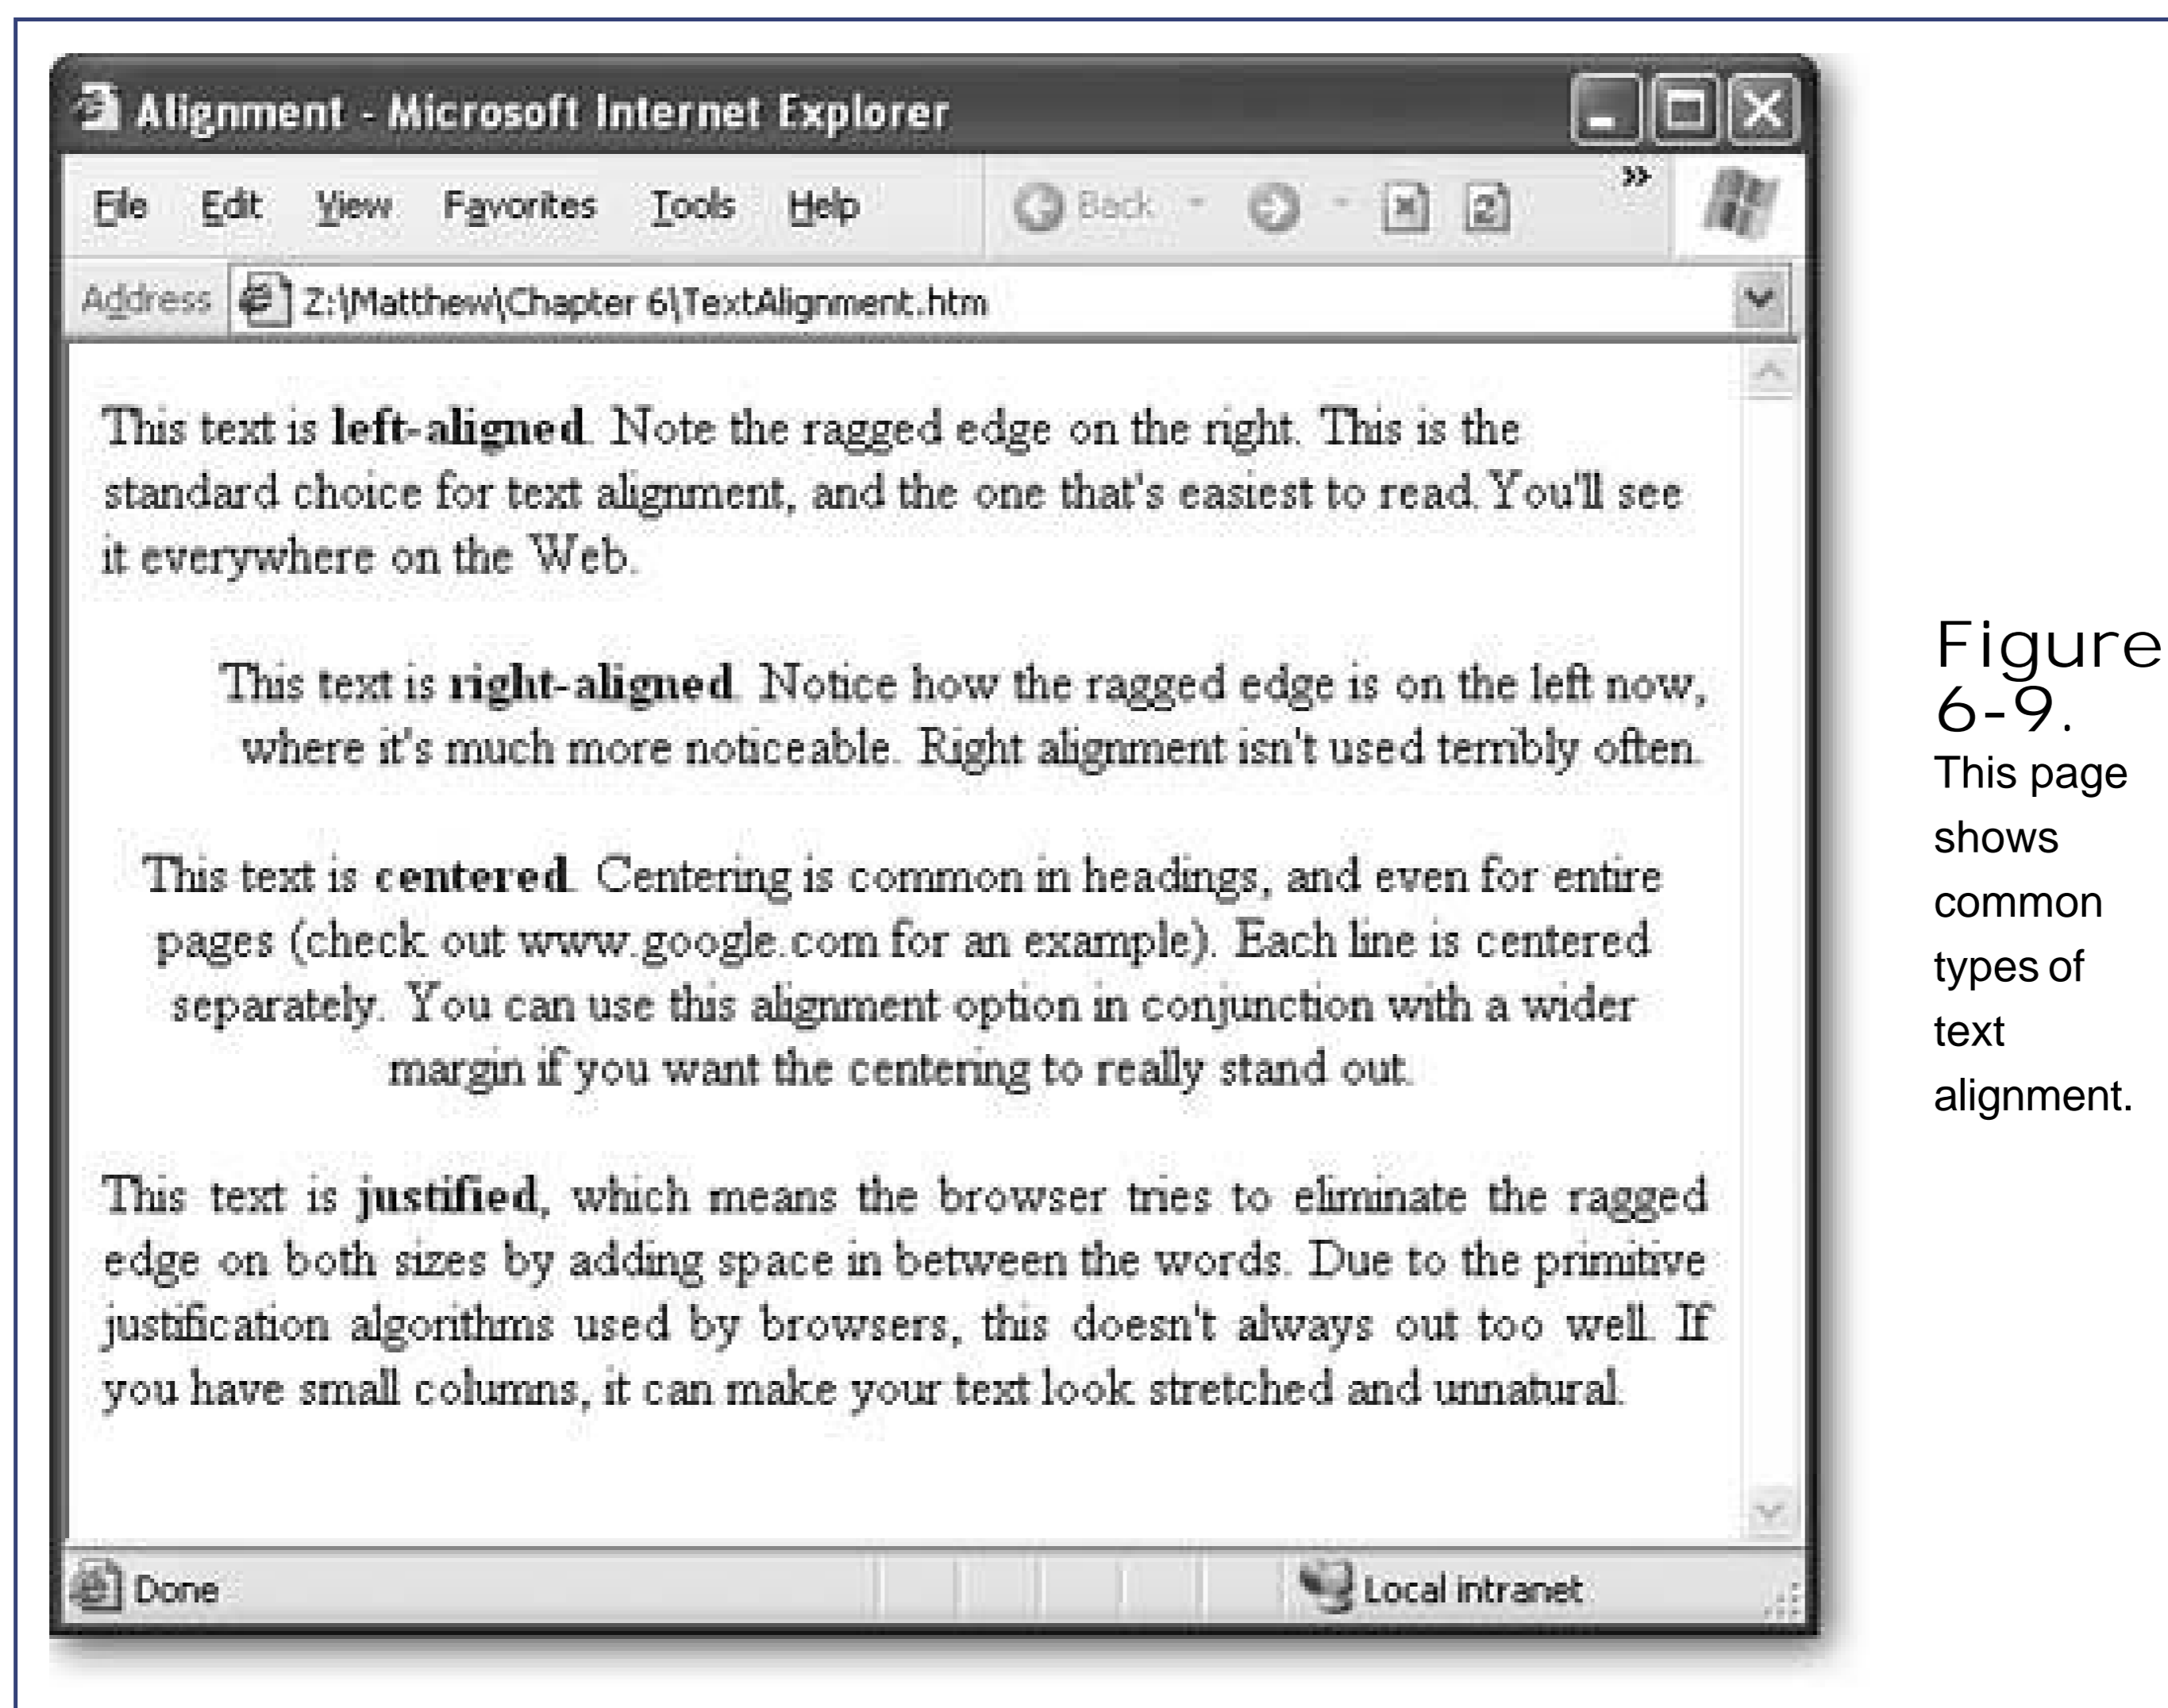 Alignment - Microsoft Internet Explorer
File Edit View Favorites Tools Help Back »
Address Z:\Matthew\Chapter 6\TextAlignment.htm
This text is left-aligned. Note the ragged edge on the right. This is the
standard choice for text alignment, and the one that's easiest to read. You'll see
it everywhere on the Web.
This text is right-aligned. Notice how the ragged edge is on the left now,
where it's much more noticeable. Right alignment isn't used terribly often.
This text is centered. Centering is common in headings, and even for entire
pages (check out www.google.com for an example). Each line is centered
separately. You can use this alignment option in conjunction with a wider
margin if you want the centering to really stand out.
This text is justified, which means the browser tries to eliminate the ragged
edge on both sizes by adding space in between the words. Due to the primitive
justification algorithms used by browsers, this doesn't always out too well. If
you have small columns, it can make your text look stretched and unnatural.
Done Local intranet
Figure
6-9.
This page
shows
common
types of
text
alignment.